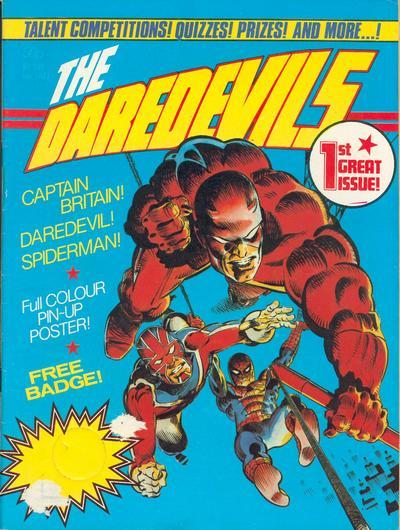 TALENT COMPETITIONS! QUIZZES! PRIZES! AND MORE...!
THE
DAREDEVILS
1st
GREAT
ISSUE!
CAPTAIN
BRITAIN!
DAREDEVIL!
SPIDERMAN!
Full COLOUR
PIN-UP
POSTER!
FREE
BADGE!